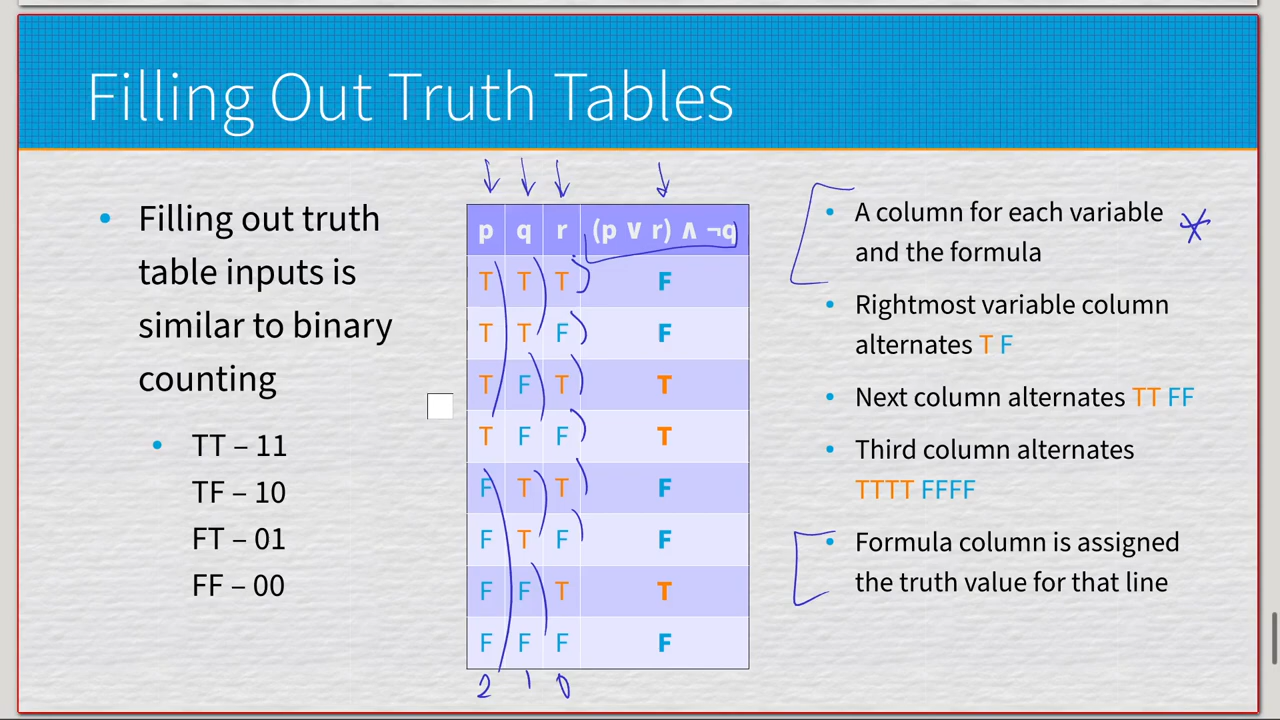 Filling Out Truth Tables
• Filling out truth
table inputs is
similar to binary
counting
• TT – 11
TF – 10
FT – 01
FF – 00
p q r (p ∨ r) ∧ ¬q
T T T F
T T F F
T F T T
T F F T
F T T F
F T F F
F F T T
F F F F
2 1 0
• A column for each variable
and the formula
• Rightmost variable column
alternates T F
• Next column alternates TT FF
• Third column alternates
TTTT FFFF
• Formula column is assigned
the truth value for that line